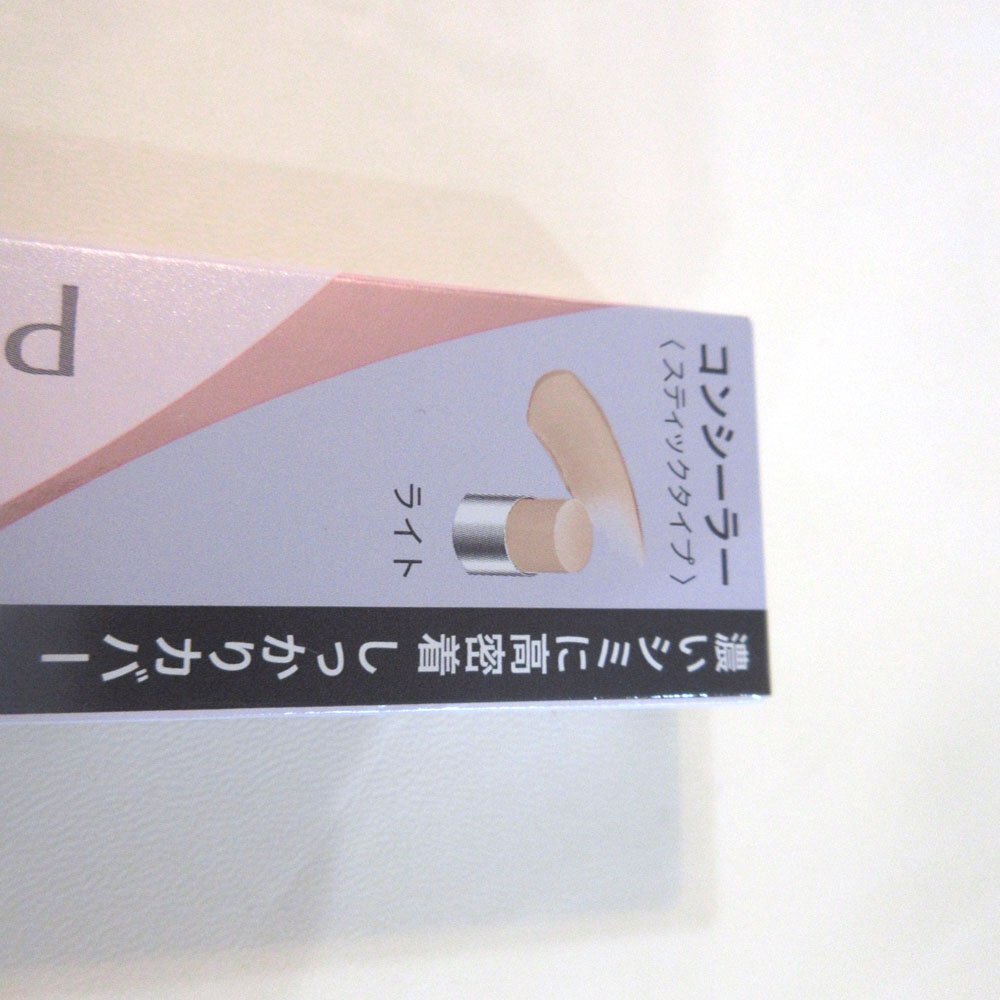 コンシーラー
〈スティックタイプ〉
ライト
濃いシミに高密着 しっかりカバー
P